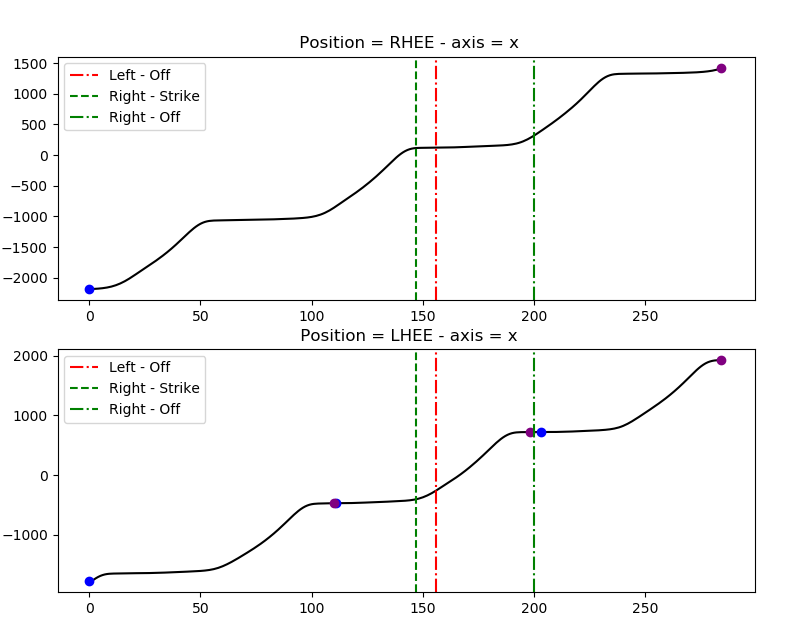 Position = RHEE - axis = x
1500
1000
500
0
−500
−1000
−1500
−2000
Left - Off
Right - Strike
Right - Off
0 50 100 150 200 250
Position = LHEE - axis = x
2000
1000
0
−1000
Left - Off
Right - Strike
Right - Off
0 50 100 150 200 250